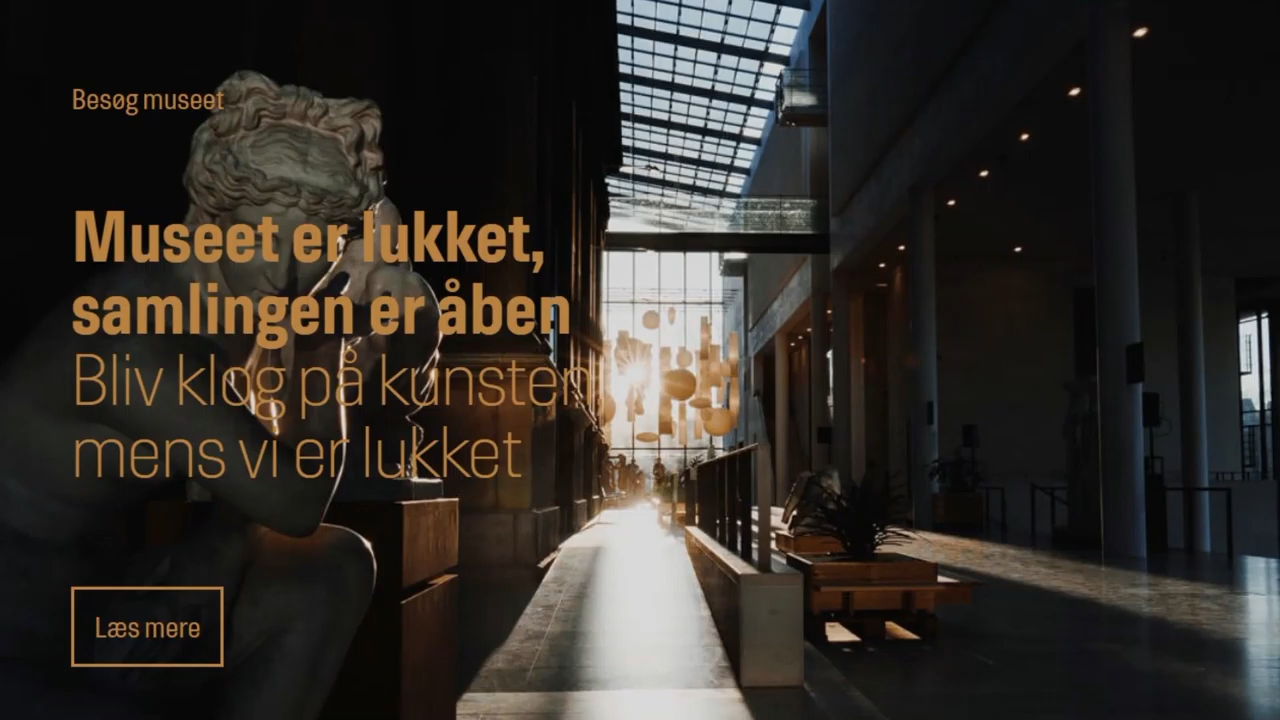 Besøg museet
Museet er lukket,
samlingen er åben
Bliv klog på kunsten
mens vi er lukket
Læs mere